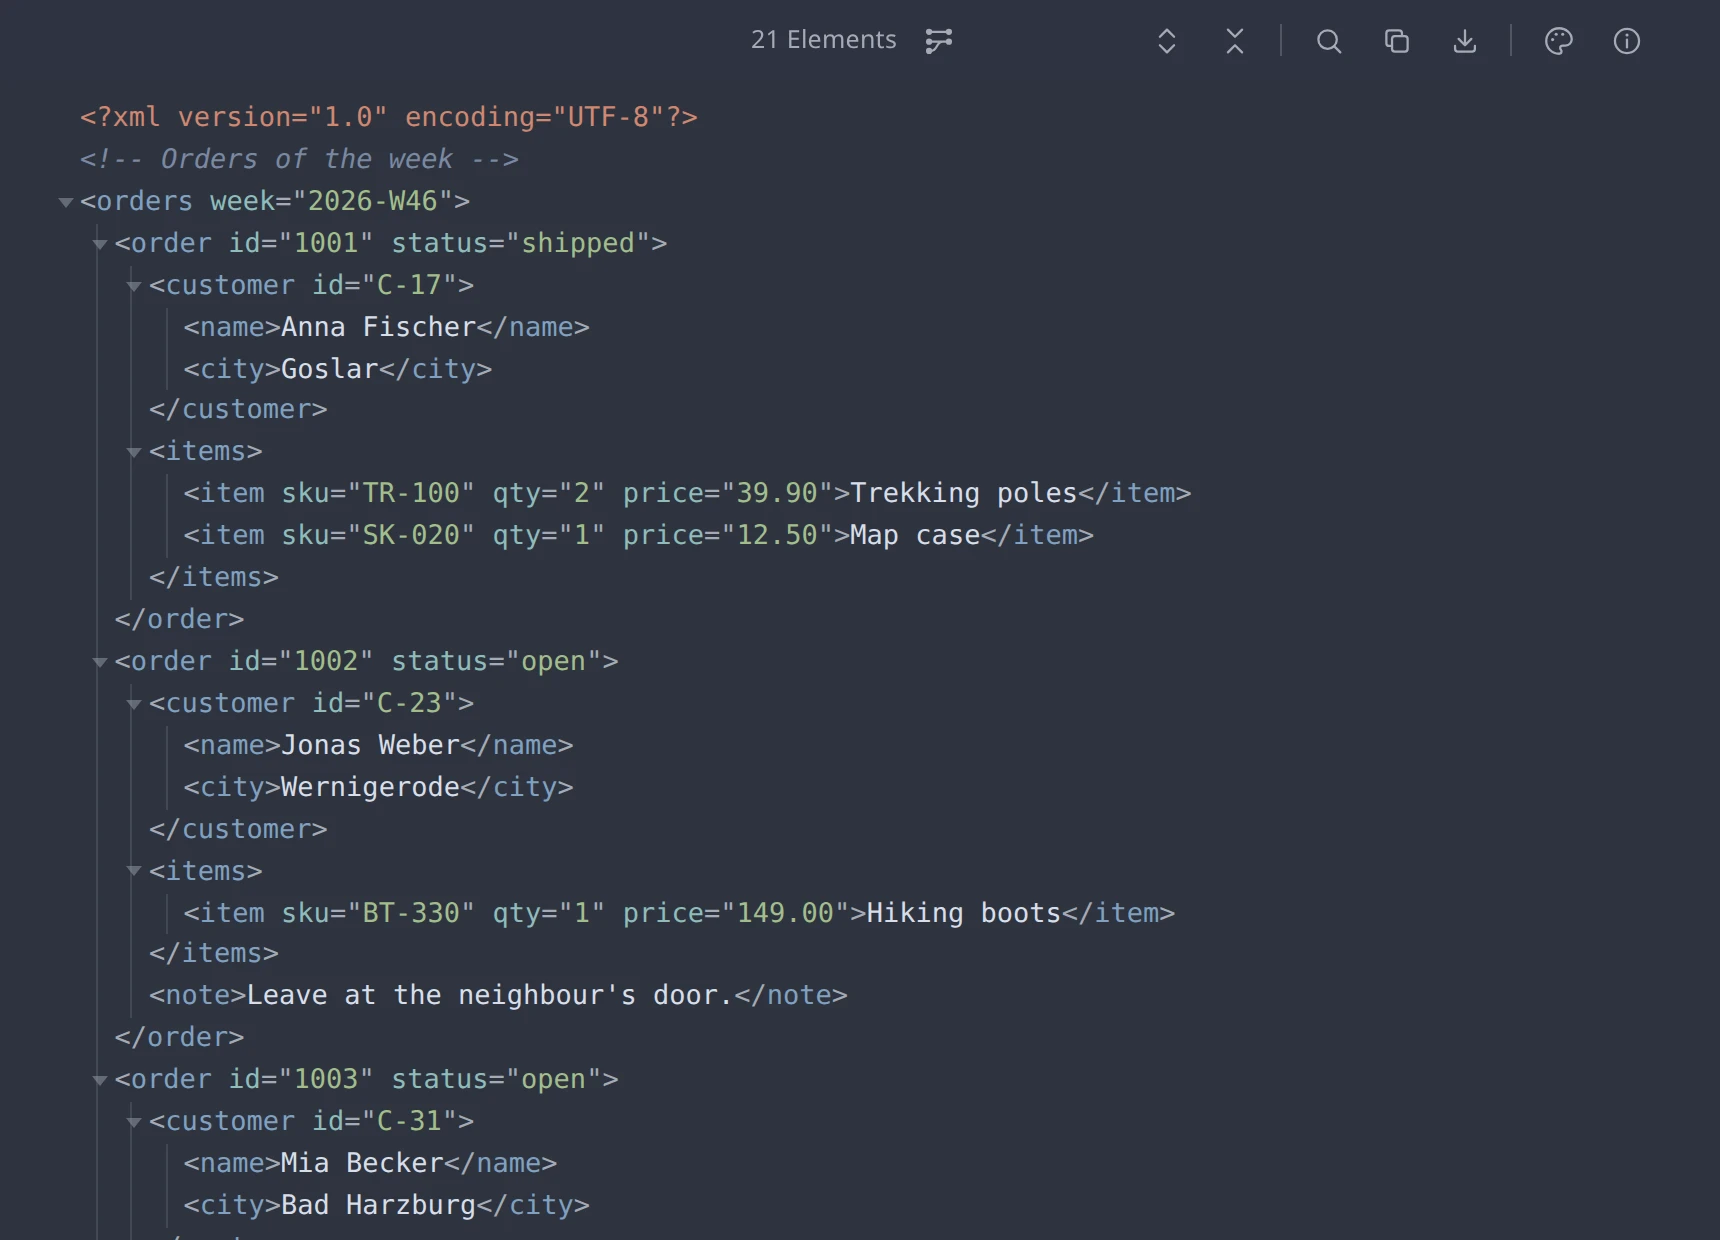 21 Elements
<?xml version="1.0" encoding="UTF-8"?>
<!-- Orders of the week -->
<orders week="2026-W46">
<order id="1001" status="shipped">
<customer id="C-17">
<name>Anna Fischer</name>
<city>Goslar</city>
</customer>
<items>
<item sku="TR-100" qty="2" price="39.90">Trekking poles</item>
<item sku="SK-020" qty="1" price="12.50">Map case</item>
</items>
</order>
<order id="1002" status="open">
<customer id="C-23">
<name>Jonas Weber</name>
<city>Wernigerode</city>
</customer>
<items>
<item sku="BT-330" qty="1" price="149.00">Hiking boots</item>
</items>
<note>Leave at the neighbour's door.</note>
</order>
<order id="1003" status="open">
<customer id="C-31">
<name>Mia Becker</name>
<city>Bad Harzburg</city>